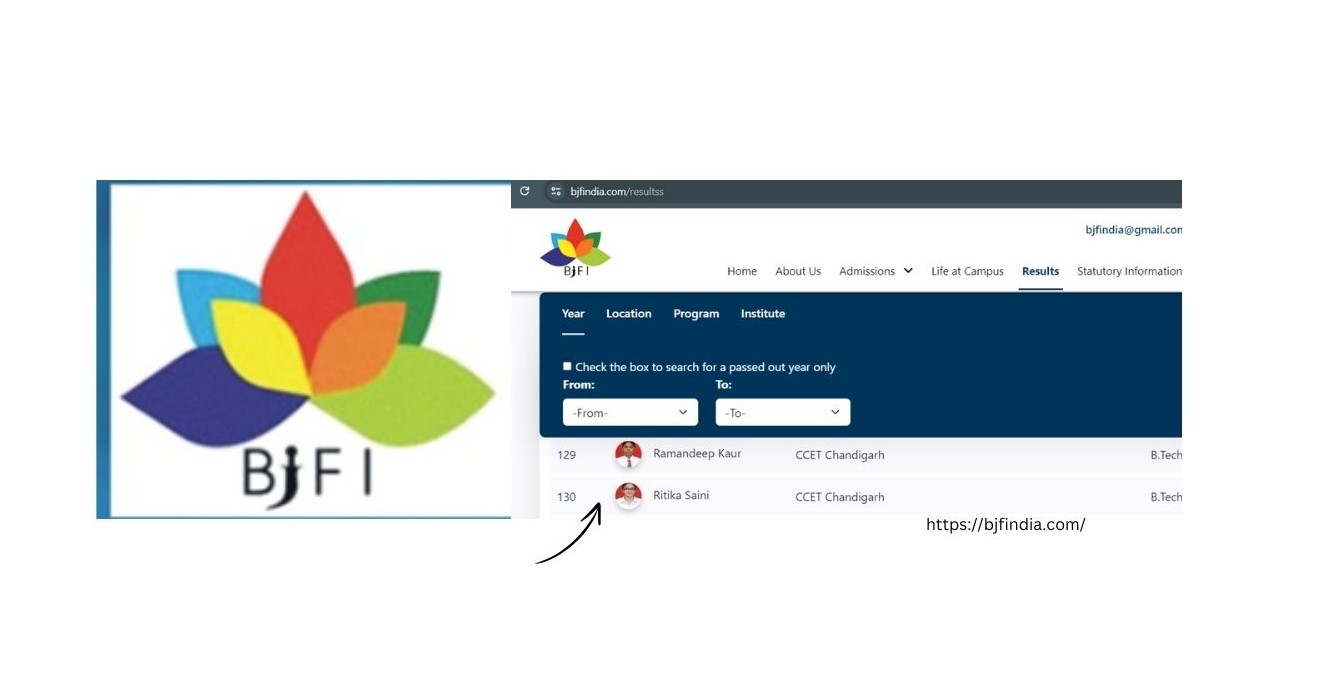 BJFI
bjfindia.com/resultss
bjfindia@gmail.com
BJFI
Home About Us Admissions Life at Campus Results Statutory Information
Year Location Program Institute
Check the box to search for a passed out year only
From: To:
-From- -To-
129 Ramandeep Kaur CCET Chandigarh B.Tech
130 Ritika Saini CCET Chandigarh B.Tech
https://bjfindia.com/